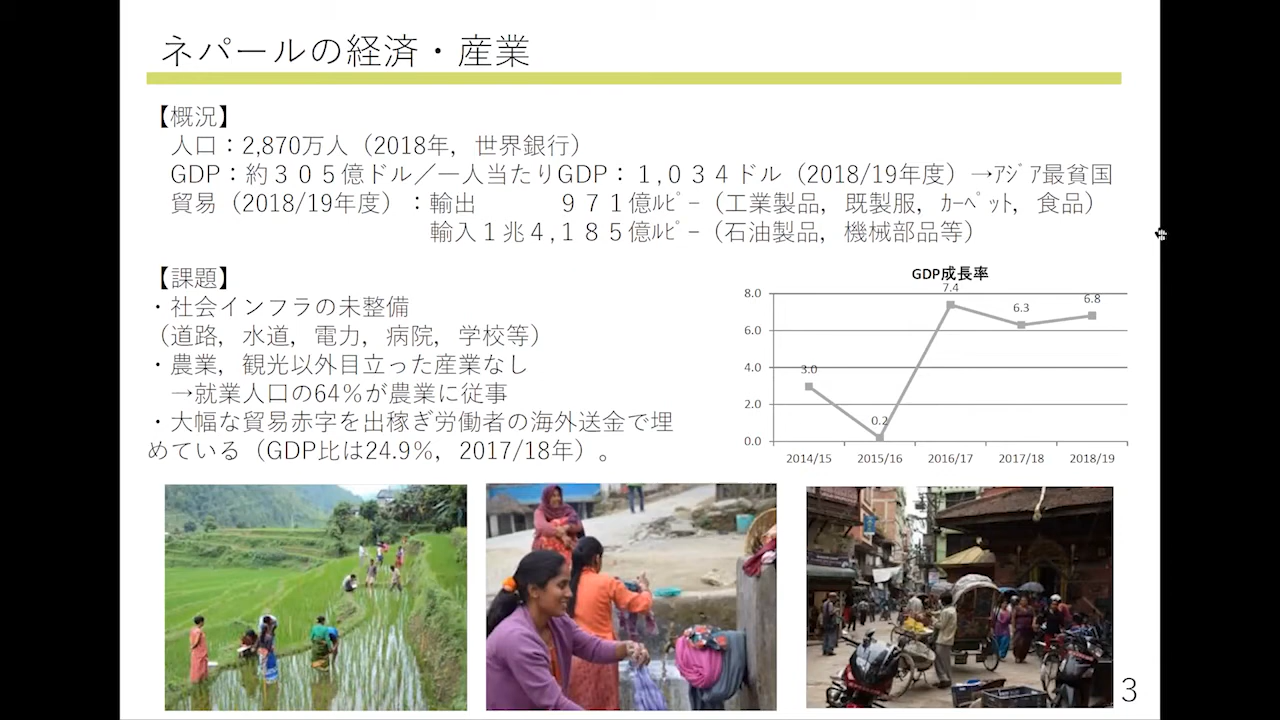 ネパールの経済・産業
【概況】
人口：2,870万人（2018年，世界銀行）
GDP：約３０５億ドル／一人当たりGDP：１,０３４ドル（2018/19年度）→ｱｼﾞｱ最貧国
貿易（2018/19年度）：輸出　９７１億ﾙﾋﾟｰ（工業製品，既製服，ｶｰﾍﾟｯﾄ，食品）
輸入１兆４,１８５億ﾙﾋﾟｰ（石油製品，機械部品等）
【課題】
・社会インフラの未整備
（道路，水道，電力，病院，学校等）
・農業，観光以外目立った産業なし
→就業人口の64％が農業に従事
・大幅な貿易赤字を出稼ぎ労働者の海外送金で埋
めている（GDP比は24.9%，2017/18年）。
GDP成長率
8.0
6.0
4.0
2.0
0.0
3.0
0.2
7.4
6.3
6.8
2014/15 2015/16 2016/17 2017/18 2018/19
3